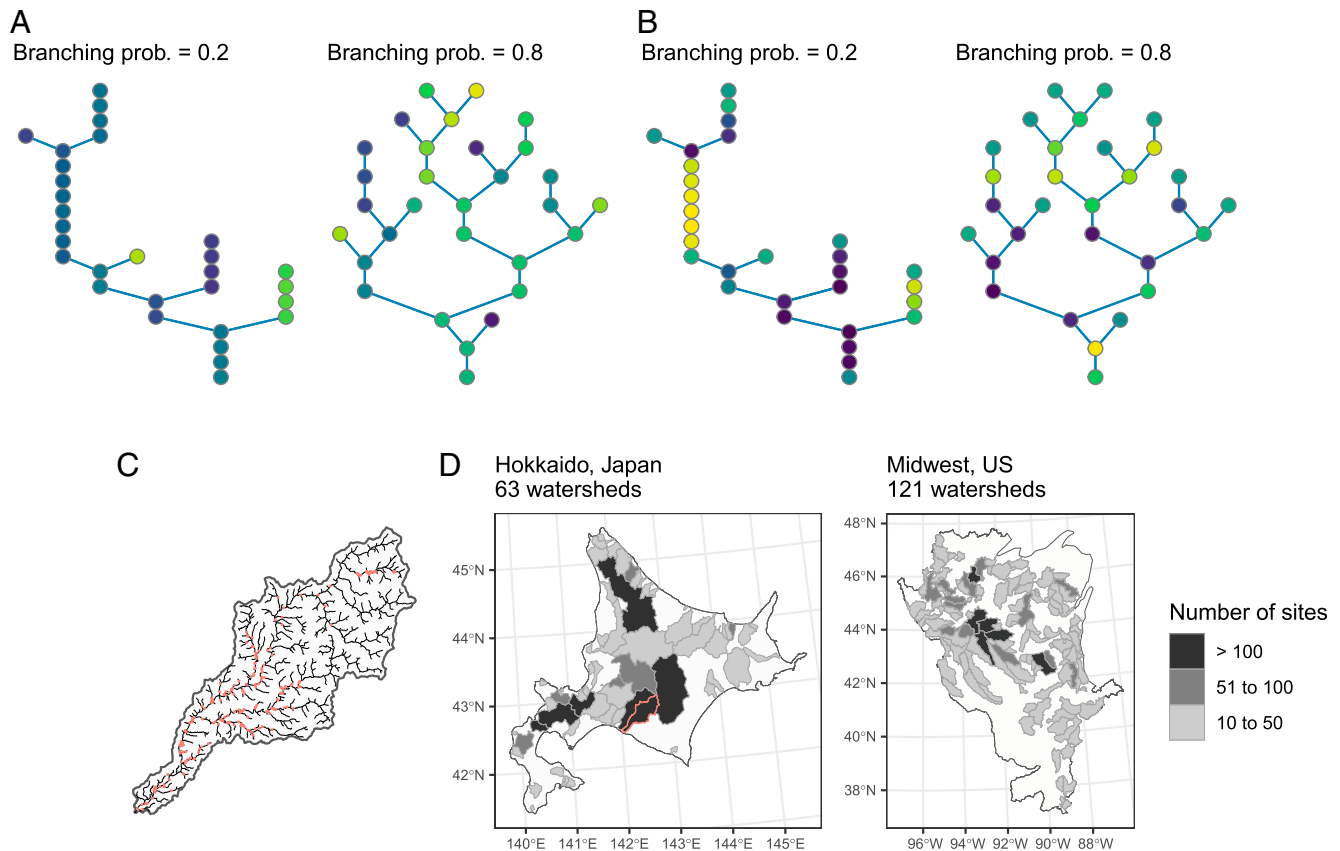 A
B
Branching prob. = 0.2
Branching prob. = 0.8
Branching prob. = 0.2
Branching prob. = 0.8
C
D
Hokkaido, Japan
63 watersheds
45°N
44°N
43°N
42°N
140°E 141°E 142°E 143°E 144°E 145°E
Midwest, US
121 watersheds
48°N
46°N
44°N
42°N
40°N
38°N
96°W 94°W 92°W 90°W 88°W
Number of sites
> 100
51 to 100
10 to 50